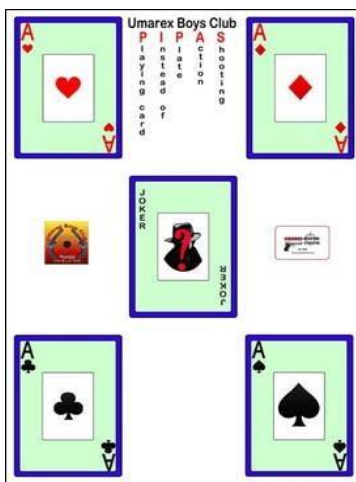 Umarex Boys Club
P I P A S
Playing card
Instead of
Plate
Action
Shooting
A
A
A
A
JOKER
JOKER
A
A
A
A